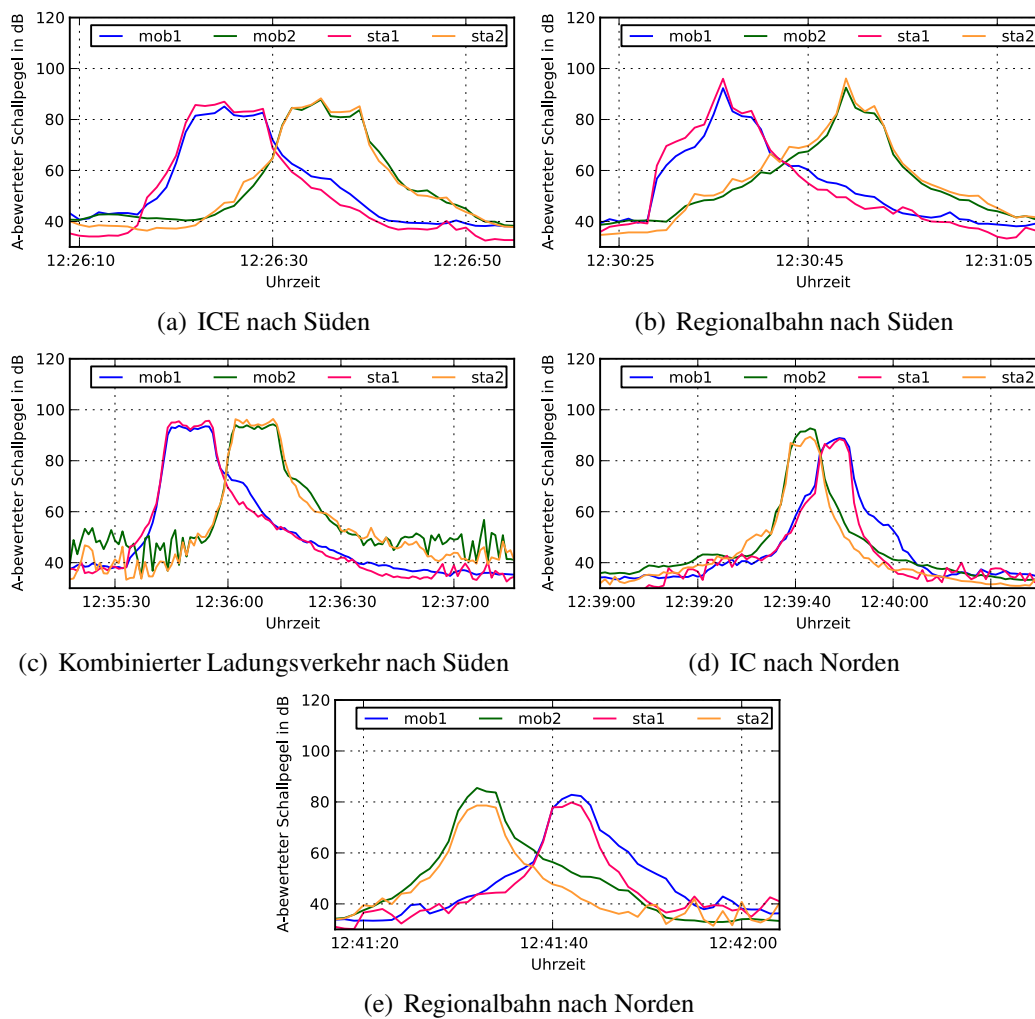 120
100
80
60
40
A-bewerteter Schallpegel in dB
mob1 mob2 sta1 sta2
12:26:10 12:26:30 12:26:50
Uhrzeit
(a) ICE nach Süden
120
100
80
60
40
A-bewerteter Schallpegel in dB
mob1 mob2 sta1 sta2
12:30:25 12:30:45 12:31:05
Uhrzeit
(b) Regionalbahn nach Süden
120
100
80
60
40
A-bewerteter Schallpegel in dB
mob1 mob2 sta1 sta2
12:35:30 12:36:00 12:36:30 12:37:00
Uhrzeit
(c) Kombinierter Ladungsverkehr nach Süden
120
100
80
60
40
A-bewerteter Schallpegel in dB
mob1 mob2 sta1 sta2
12:39:00 12:39:20 12:39:40 12:40:00 12:40:20
Uhrzeit
(d) IC nach Norden
120
100
80
60
40
A-bewerteter Schallpegel in dB
mob1 mob2 sta1 sta2
12:41:20 12:41:40 12:42:00
Uhrzeit
(e) Regionalbahn nach Norden